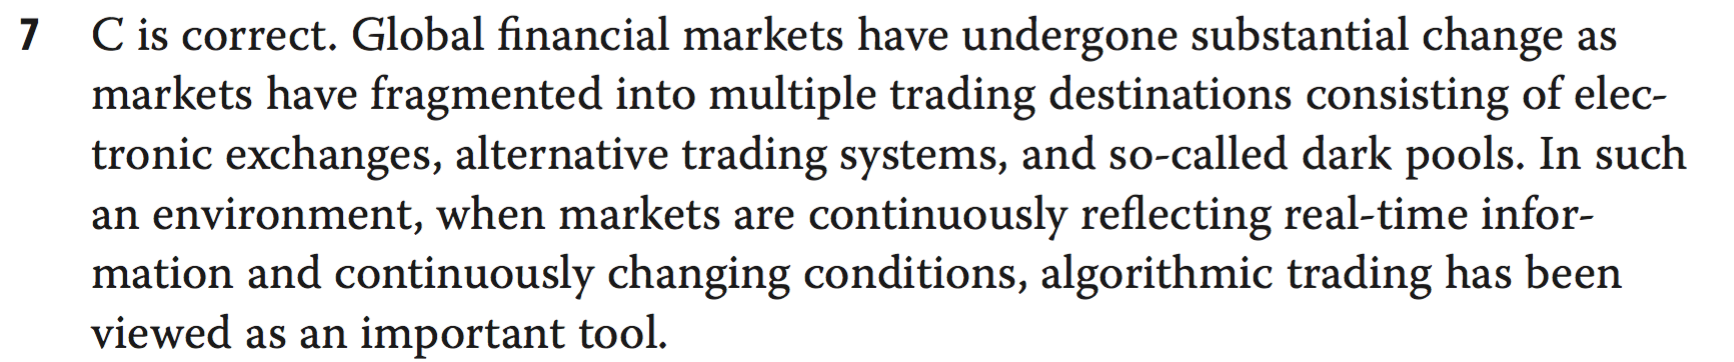 7 C is correct. Global financial markets have undergone substantial change as
markets have fragmented into multiple trading destinations consisting of elec-
tronic exchanges, alternative trading systems, and so-called dark pools. In such
an environment, when markets are continuously reflecting real-time infor-
mation and continuously changing conditions, algorithmic trading has been
viewed as an important tool.